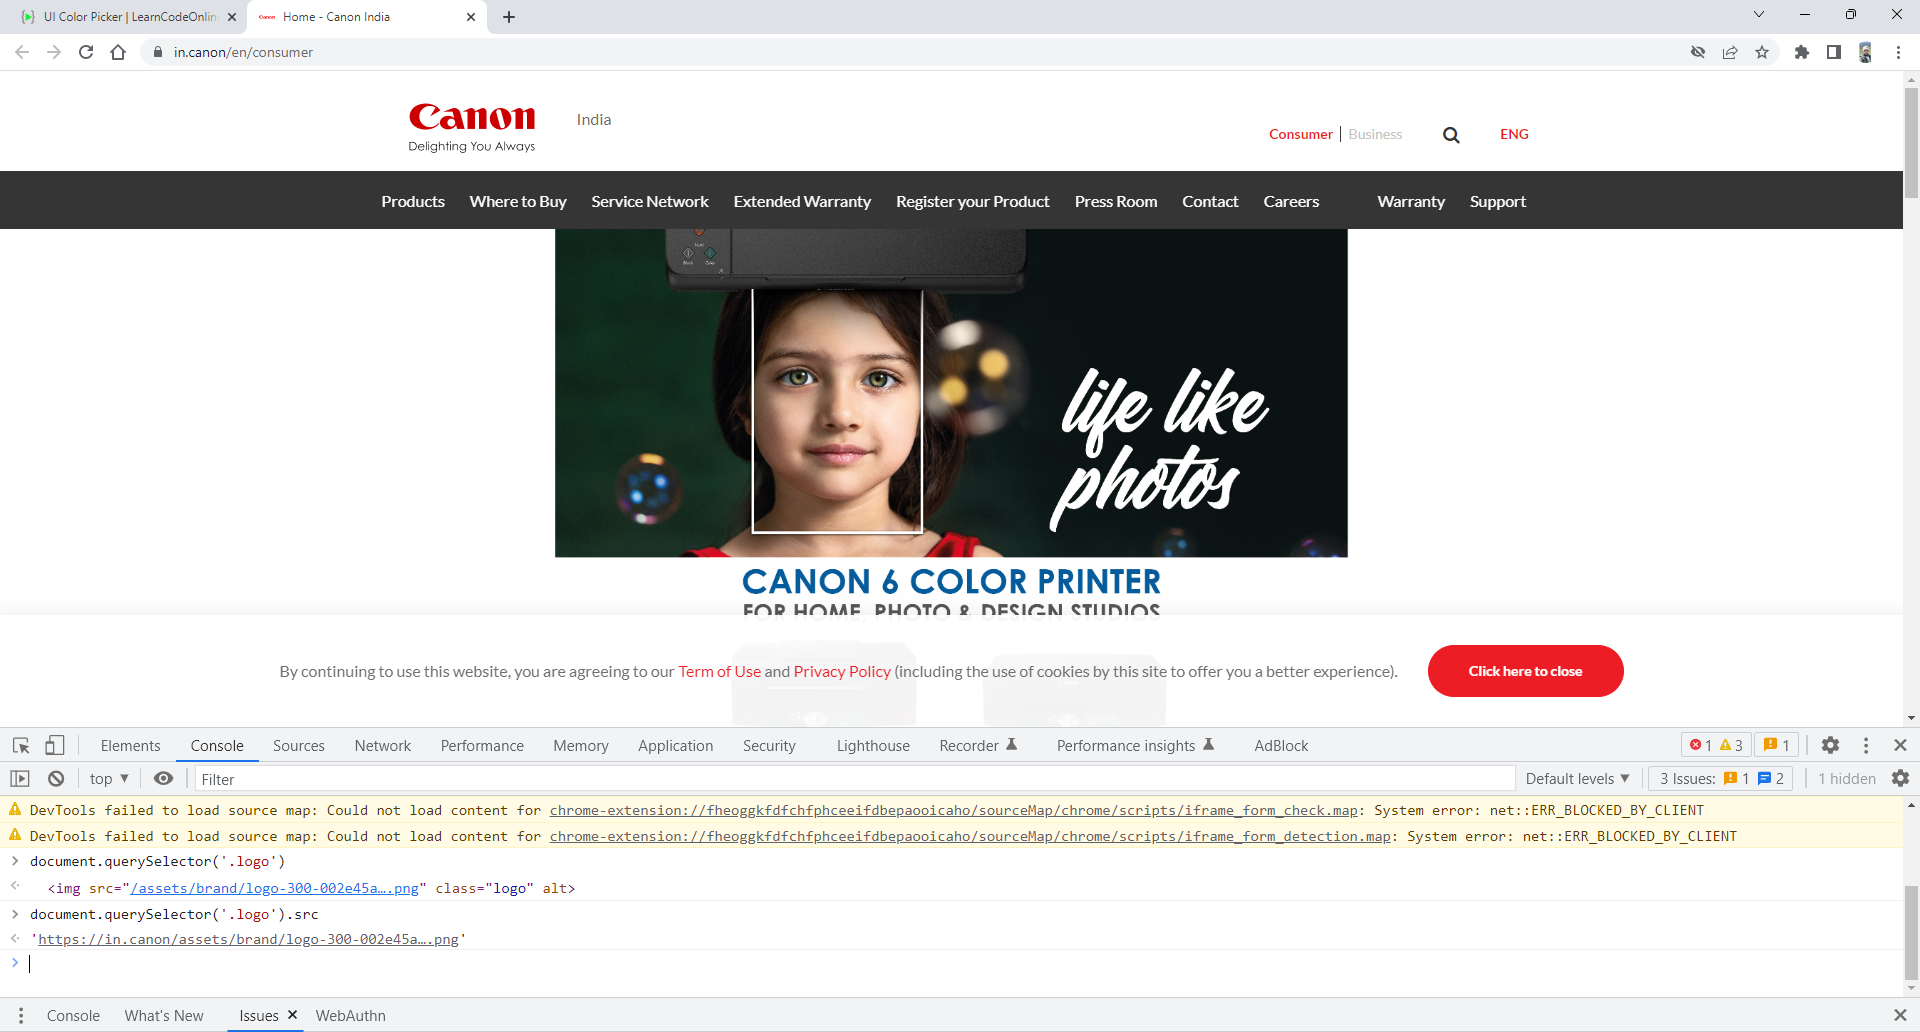 UI Color Picker | LearnCodeOnlin
Home - Canon India
in.canon/en/consumer
Canon
Delighting You Always
India
Consumer | Business
ENG
Products Where to Buy Service Network Extended Warranty Register your Product Press Room Contact Careers Warranty Support
life like
photos
CANON 6 COLOR PRINTER
FOR HOME, PHOTO & DESIGN STUDIOS
By continuing to use this website, you are agreeing to our Term of Use and Privacy Policy (including the use of cookies by this site to offer you a better experience).
Click here to close
Elements Console Sources Network Performance Memory Application Security Lighthouse Recorder Performance insights AdBlock 1 3 1
top Filter Default levels 3 Issues: 1 2 1 hidden
DevTools failed to load source map: Could not load content for chrome-extension://fheoggkfdfchfphceeifdbepaooicaho/sourceMap/chrome/scripts/iframe_form_check.map: System error: net::ERR_BLOCKED_BY_CLIENT
DevTools failed to load source map: Could not load content for chrome-extension://fheoggkfdfchfphceeifdbepaooicaho/sourceMap/chrome/scripts/iframe_form_detection.map: System error: net::ERR_BLOCKED_BY_CLIENT
document.querySelector('.logo')
<img src="/assets/brand/logo-300-002e45a….png" class="logo" alt>
document.querySelector('.logo').src
'https://in.canon/assets/brand/logo-300-002e45a….png'
Console What's New Issues WebAuthn